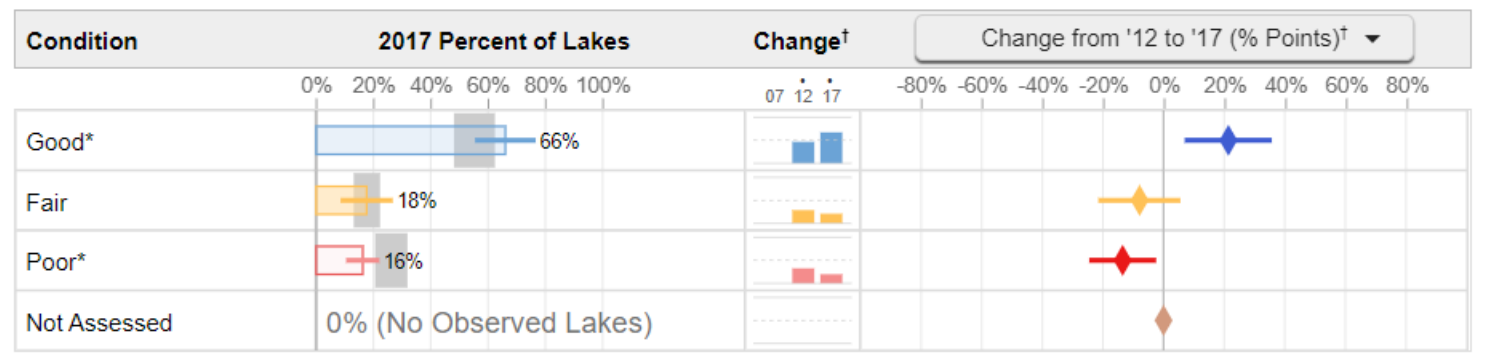 Condition 2017 Percent of Lakes Change† Change from '12 to '17 (% Points)†
0% 20% 40% 60% 80% 100% 07 12 17 -80% -60% -40% -20% 0% 20% 40% 60% 80%
Good* 66%
Fair 18%
Poor* 16%
Not Assessed 0% (No Observed Lakes)